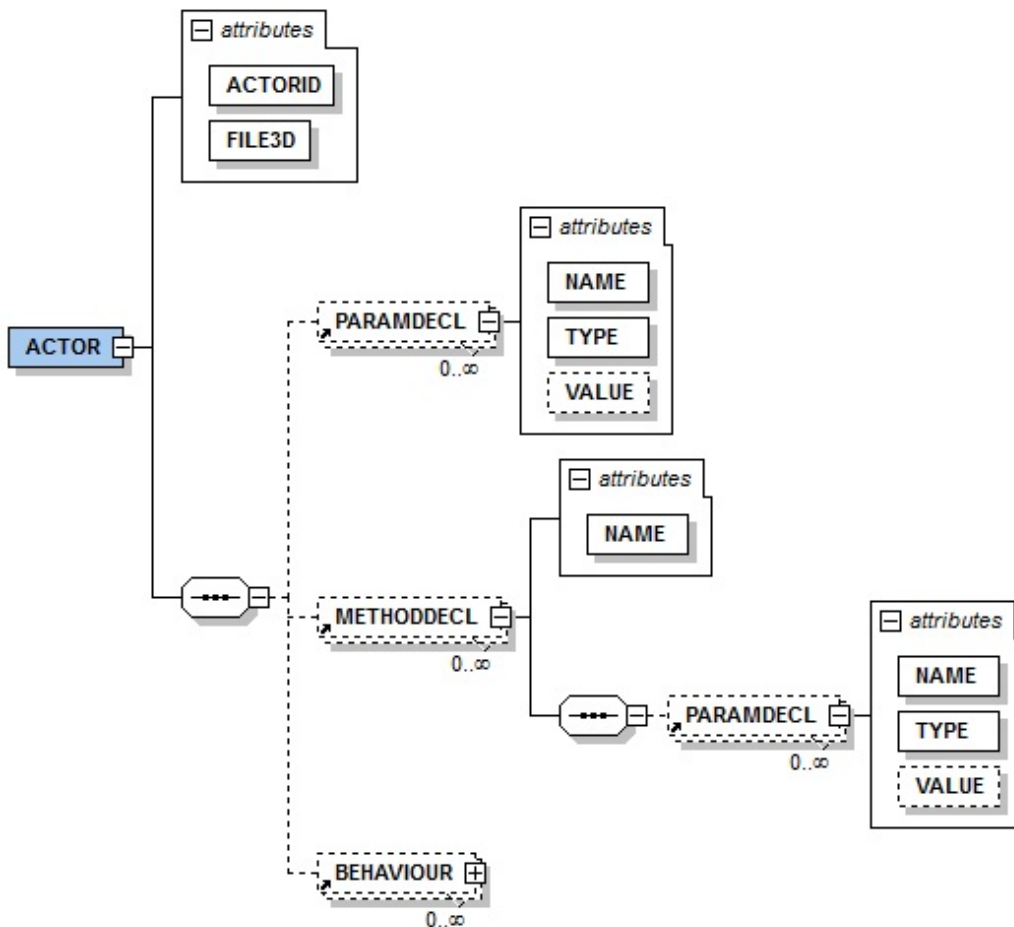 attributes
ACTORID
FILE3D
attributes
NAME
PARAMDECL
TYPE
ACTOR
0..∞
VALUE
attributes
NAME
METHODDECL
attributes
0..∞
NAME
PARAMDECL
TYPE
0..∞
VALUE
BEHAVIOUR
0..∞